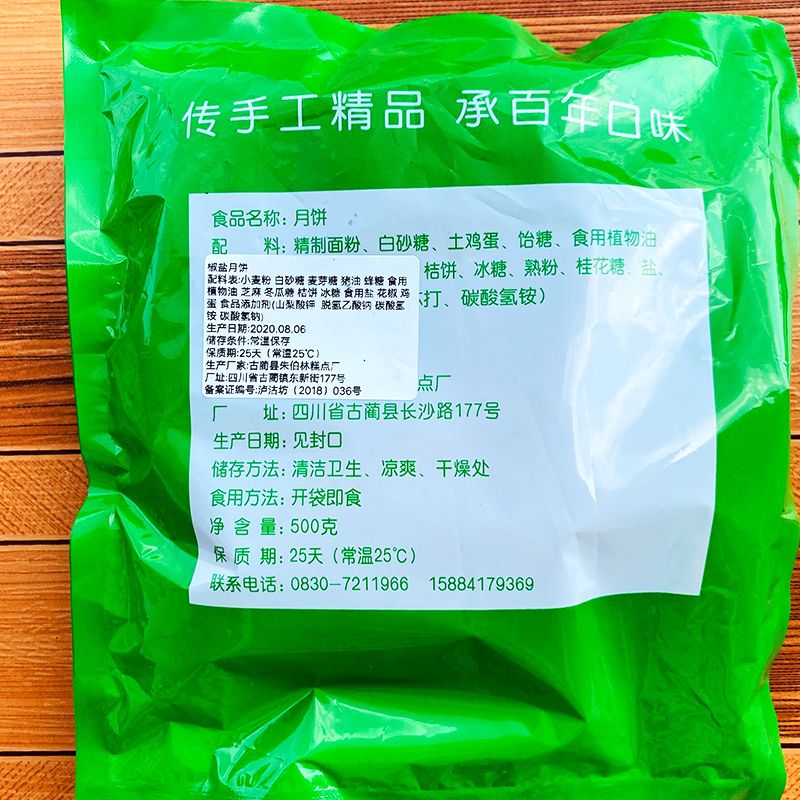 传手工精品 承百年口味
食品名称: 月饼
配 料: 精制面粉、白砂糖、土鸡蛋、饴糖、食用植物油、
桔饼、冰糖、熟粉、桂花糖、盐、
打、碳酸氢铵）
椒盐月饼
配料表:小麦粉 白砂糖 麦芽糖 猪油 蜂糖 食用
植物油 芝麻 冬瓜糖 桔饼 冰糖 食用盐 花椒 鸡
蛋 食品添加剂(山梨酸钾 脱氢乙酸钠 碳酸氢
铵 碳酸氢钠)
生产日期:2020.08.06
储存条件:常温保存
保质期:25天（常温25℃）
生产厂家:古蔺县朱伯林糕点厂
厂址:四川省古蔺镇东新街177号
备案证编号:泸沽坊（2018）036号
点厂
厂 址: 四川省古蔺县长沙路177号
生产日期: 见封口
储存方法: 清洁卫生、凉爽、干燥处
食用方法: 开袋即食
净 含 量: 500克
保 质 期: 25天（常温25℃）
联系电话: 0830-7211966 15884179369